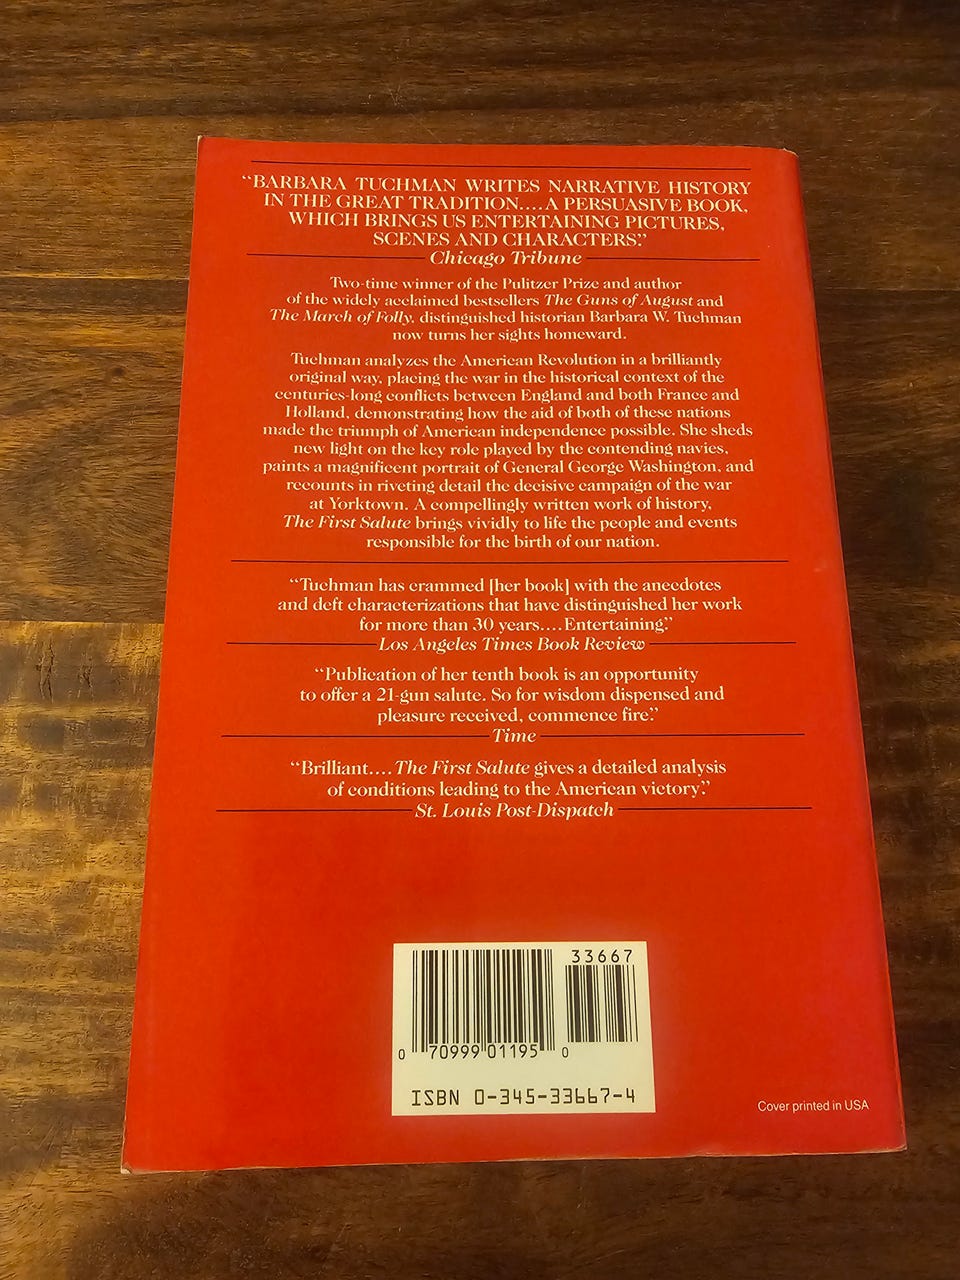 “BARBARA TUCHMAN WRITES NARRATIVE HISTORY
IN THE GREAT TRADITION....A PERSUASIVE BOOK,
WHICH BRINGS US ENTERTAINING PICTURES,
SCENES AND CHARACTERS.”
Chicago Tribune
Two-time winner of the Pulitzer Prize and author
of the widely acclaimed bestsellers The Guns of August and
The March of Folly, distinguished historian Barbara W. Tuchman
now turns her sights homeward.
Tuchman analyzes the American Revolution in a brilliantly
original way, placing the war in the historical context of the
centuries-long conflicts between England and both France and
Holland, demonstrating how the aid of both of these nations
made the triumph of American independence possible. She sheds
new light on the key role played by the contending navies,
paints a magnificent portrait of General George Washington, and
recounts in riveting detail the decisive campaign of the war
at Yorktown. A compellingly written work of history,
The First Salute brings vividly to life the people and events
responsible for the birth of our nation.
“Tuchman has crammed [her book] with the anecdotes
and deft characterizations that have distinguished her work
for more than 30 years....Entertaining.”
Los Angeles Times Book Review
“Publication of her tenth book is an opportunity
to offer a 21-gun salute. So for wisdom dispensed and
pleasure received, commence fire.”
Time
“Brilliant....The First Salute gives a detailed analysis
of conditions leading to the American victory.”
St. Louis Post-Dispatch
33667
0 70999 01195 0
ISBN 0-345-33667-4
Cover printed in USA